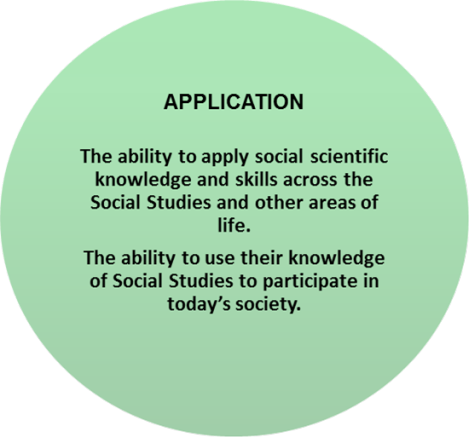 APPLICATION
The ability to apply social scientific
knowledge and skills across the
Social Studies and other areas of
life.
The ability to use their knowledge
of Social Studies to participate in
today’s society.